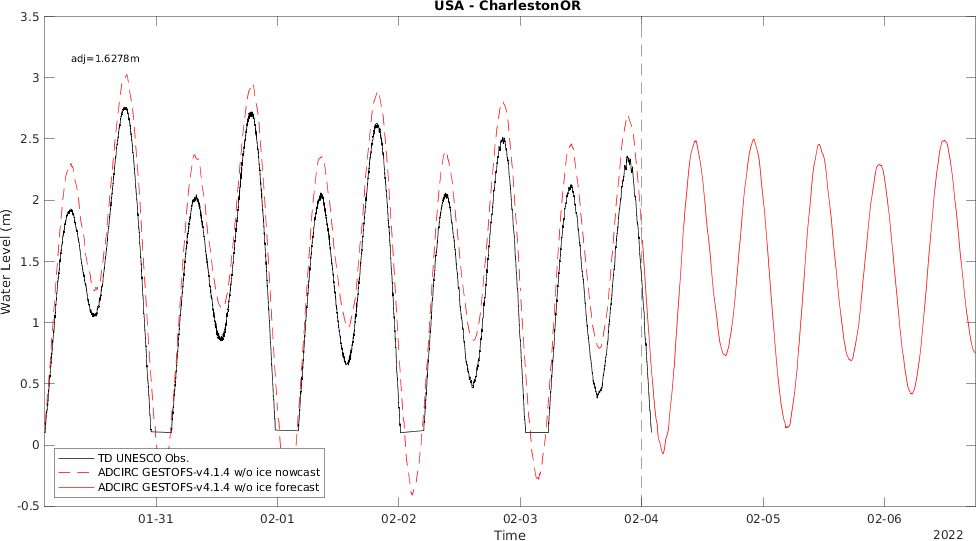 USA - CharlestonOR
3.5
adj=1.6278m
3
2.5
2
1.5
1
0.5
0
-0.5
Water Level (m)
TD UNESCO Obs.
ADCIRC GESTOFS-v4.1.4 w/o ice nowcast
ADCIRC GESTOFS-v4.1.4 w/o ice forecast
01-31 02-01 02-02 02-03 02-04 02-05 02-06
Time
2022